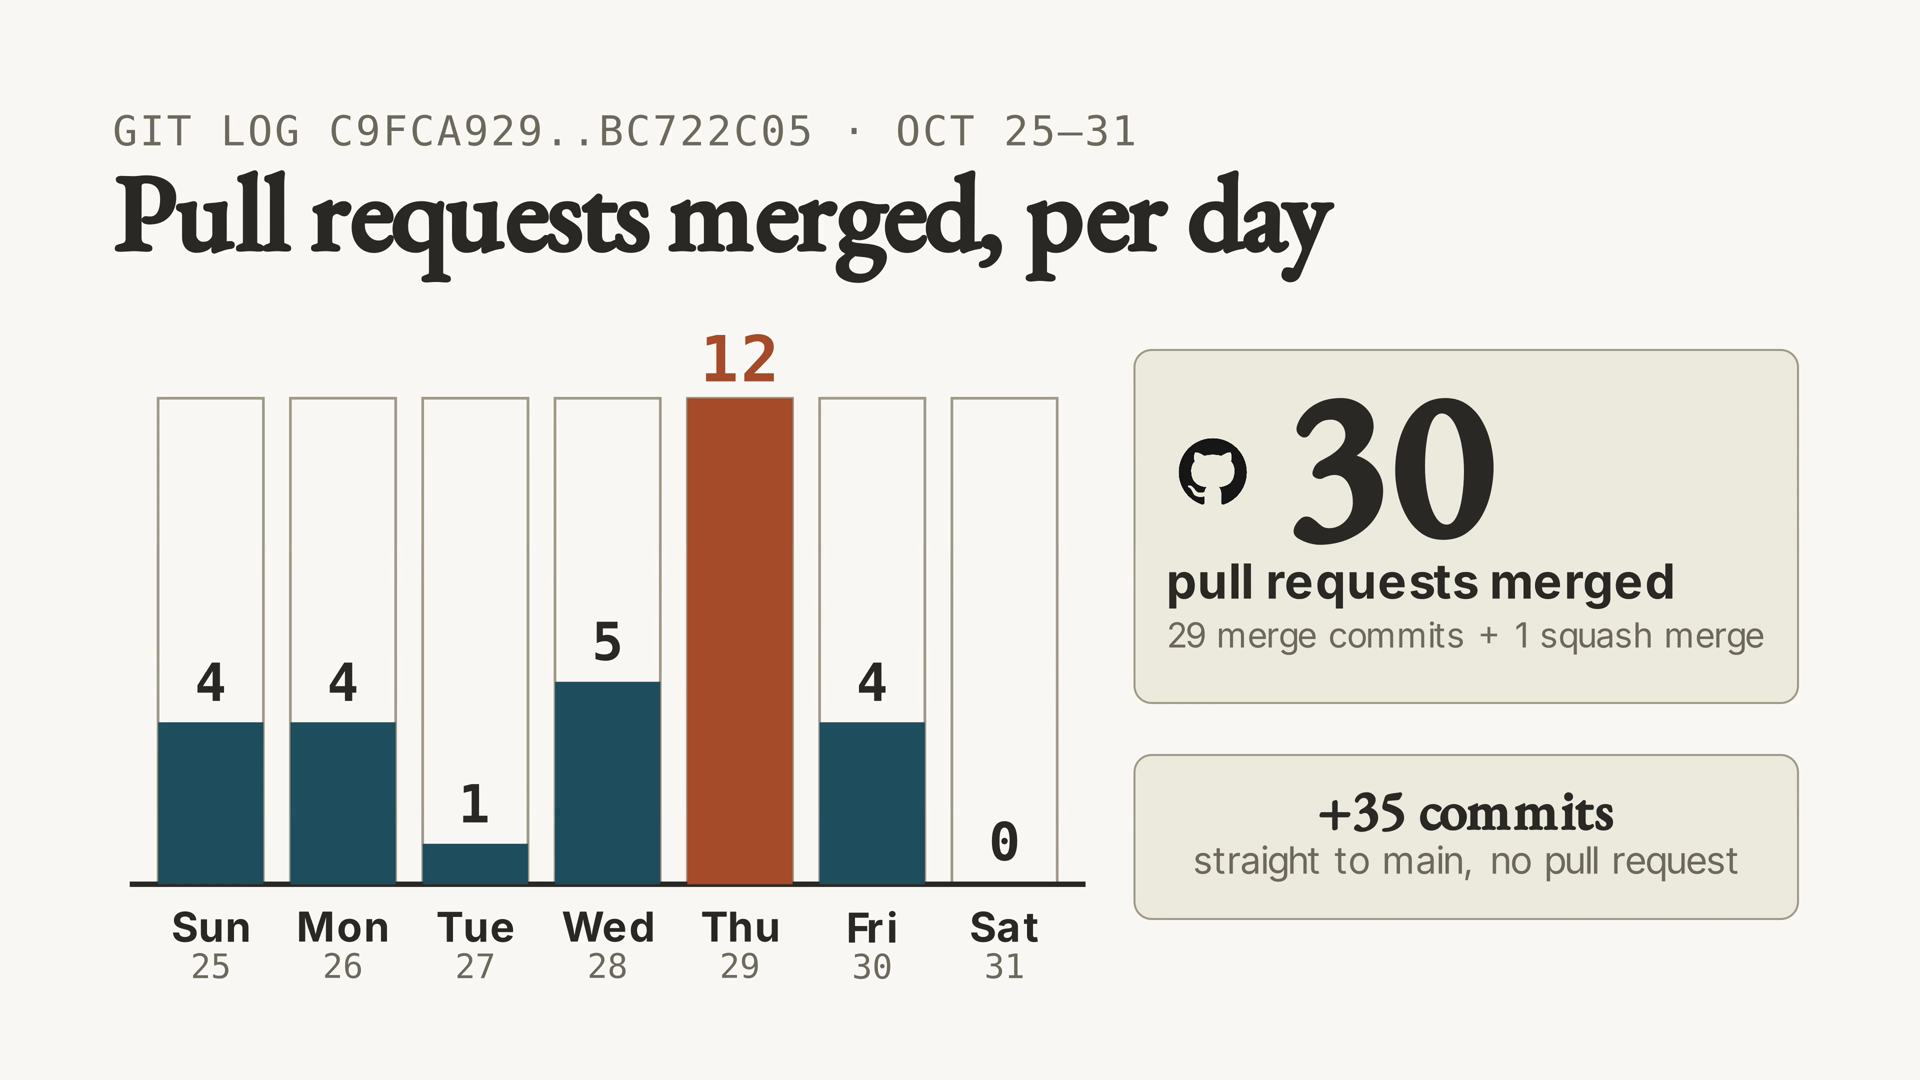 GIT LOG C9FCA929..BC722C05 · OCT 25–31
Pull requests merged, per day
12
5
4
4
4
1
0
Sun
Mon
Tue
Wed
Thu
Fri
Sat
25
26
27
28
29
30
31
30
pull requests merged
29 merge commits + 1 squash merge
+35 commits
straight to main, no pull request